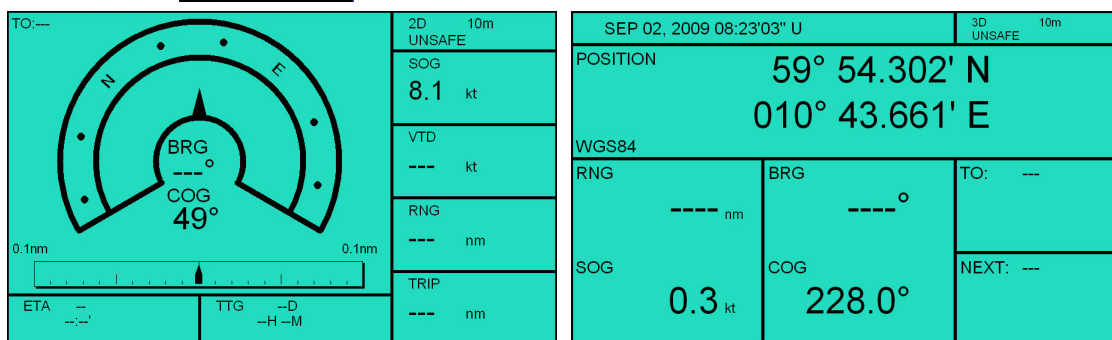 TO:---
N
E
BRG
---°
COG
49°
0.1nm
0.1nm
ETA --
--:--'
TTG --D
--H --M
2D 10m
UNSAFE
SOG
8.1 kt
VTD
--- kt
RNG
--- nm
TRIP
--- nm
SEP 02, 2009 08:23'03" U
3D 10m
UNSAFE
POSITION
59° 54.302' N
010° 43.661' E
WGS84
RNG
---- nm
BRG
----°
TO: ---
SOG
0.3 kt
COG
228.0°
NEXT: ---